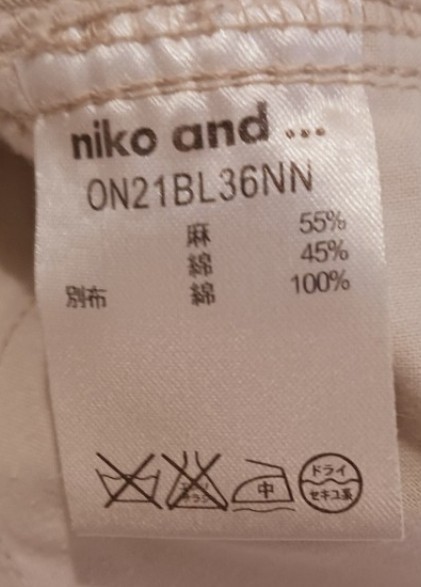 niko and ...
ON21BL36NN
麻 55%
綿 45%
別布 綿 100%
中
ドライ
セキユ系